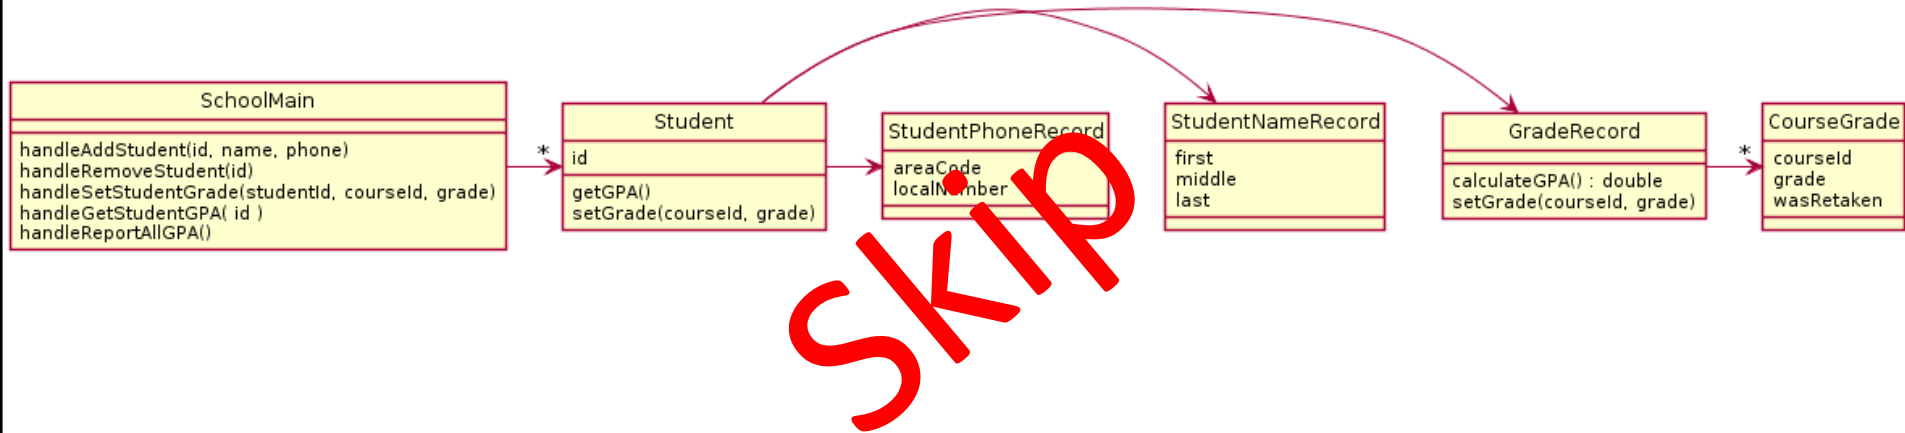 SchoolMain
handleAddStudent(id, name, phone)
handleRemoveStudent(id)
handleSetStudentGrade(studentId, courseId, grade)
handleGetStudentGPA( id )
handleReportAllGPA()
*
Student
id
getGPA()
setGrade(courseId, grade)
StudentPhoneRecord
areaCode
localNumber
StudentNameRecord
first
middle
last
GradeRecord
calculateGPA() : double
setGrade(courseId, grade)
*
CourseGrade
courseId
grade
wasRetaken
Skip